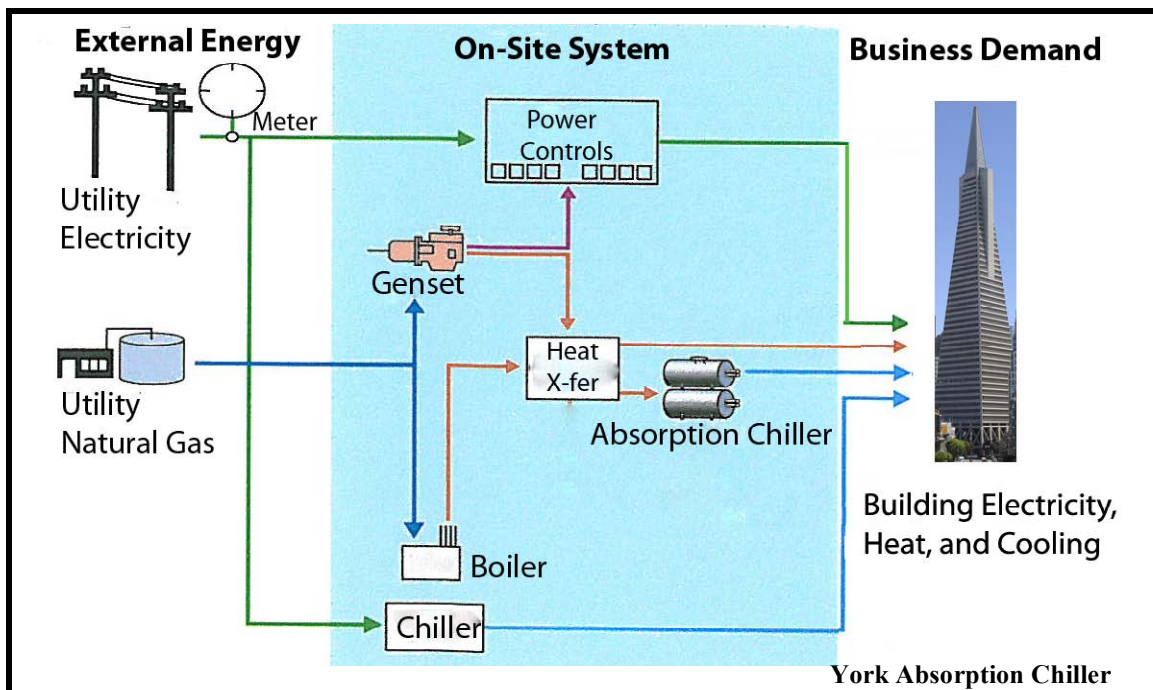 External Energy
On-Site System
Business Demand
Meter
Power
Controls
Utility
Electricity
Genset
Heat
X-fer
Utility
Natural Gas
Absorption Chiller
Building Electricity,
Heat, and Cooling
Boiler
Chiller
York Absorption Chiller